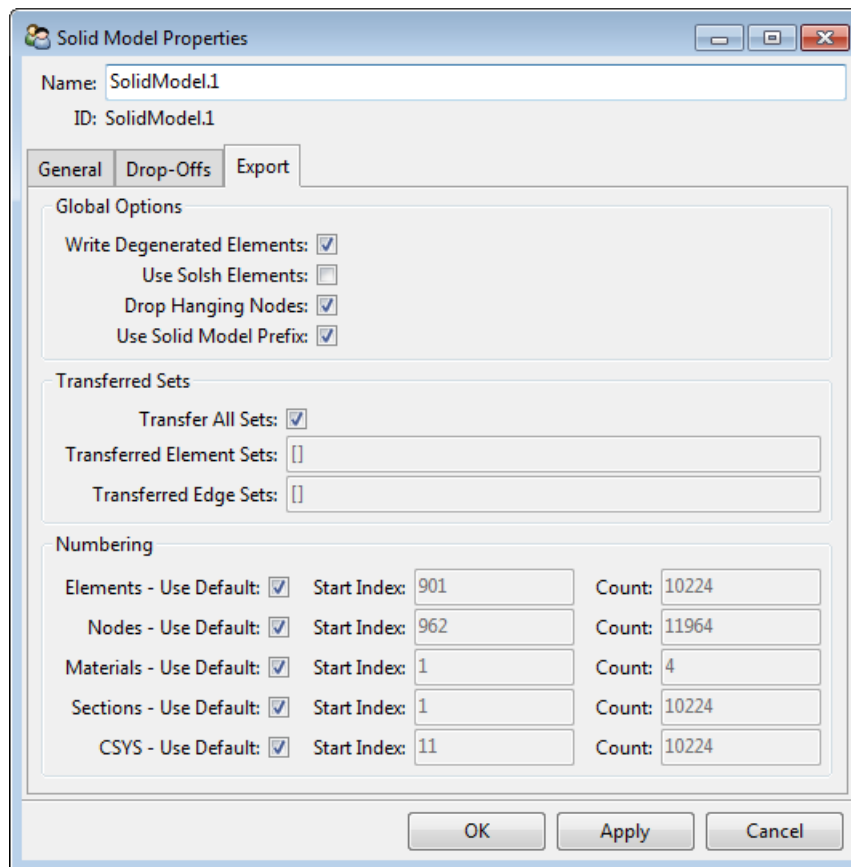 Solid Model Properties
Name: SolidModel.1
ID: SolidModel.1
General Drop-Offs Export
Global Options
Write Degenerated Elements:
Use Solsh Elements:
Drop Hanging Nodes:
Use Solid Model Prefix:
Transferred Sets
Transfer All Sets:
Transferred Element Sets: []
Transferred Edge Sets: []
Numbering
Elements - Use Default: Start Index: 901 Count: 10224
Nodes - Use Default: Start Index: 962 Count: 11964
Materials - Use Default: Start Index: 1 Count: 4
Sections - Use Default: Start Index: 1 Count: 10224
CSYS - Use Default: Start Index: 11 Count: 10224
OK Apply Cancel